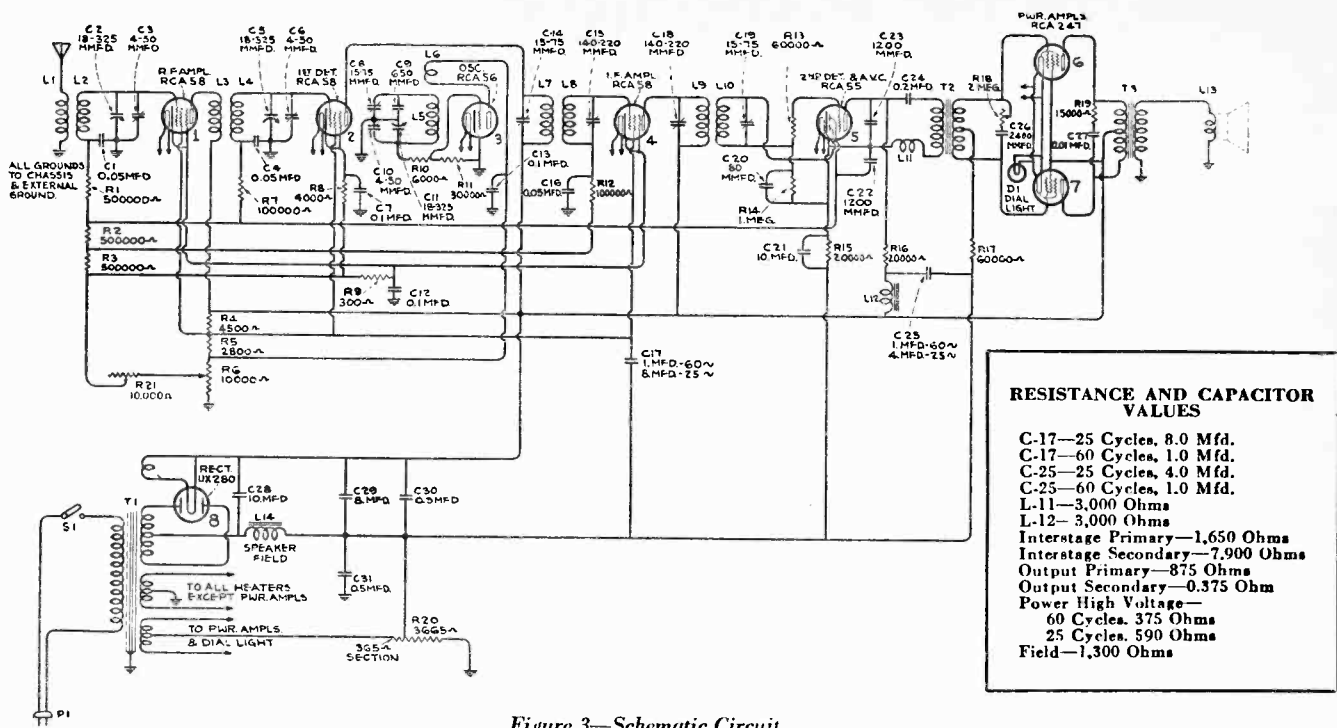 C2
18-325
MMFD.
C3
4-50
MMFD
C5
18-325
MMFD.
C6
4-50
MMFD.
L1
L2
R.F. AMPL.
RCA 58
L3
L4
1ST DET.
RCA 58
C8
15-75
MMFD.
C9
650
MMFD.
L6
OSC.
RCA 56
C14
15-75
MMFD.
C15
140-220
MMFD.
L7
L8
I.F. AMPL
RCA 58
C18
140-220
MMFD.
C19
15-75
MMFD.
L9
L10
R13
60000~
2ND DET. & A.V.C.
RCA 55
C23
1200
MMFD.
C24
0.2MFD.
T2
PWR. AMPLS
RCA 247
R18
2 MEG.
6
R19
15000~
C27
0.01 MFD.
T3
L13
1
2
L5
3
4
5
7
ALL GROUNDS
TO CHASSIS
& EXTERNAL
GROUND.
C1
0.05MFD
R1
500000~
C4
0.05MFD
R7
100000~
R8
4000~
C7
0.1 MFD.
C10
4-50
MMFD.
C11
18-325
MMFD.
R10
6000~
R11
30000~
C13
0.1 MFD.
C16
0.05MFD.
R12
100000~
C20
80
MMFD.
R14
1. MEG.
L11
C22
1200
MMFD.
C26
2400
MMFD
D1
DIAL
LIGHT
R2
500000~
R3
500000~
R9
300~
C12
0.1 MFD.
C21
10. MFD.
R15
20000~
R16
20000~
R17
60000~
L12
C25
1. MFD.-60~
4. MFD.-25~
R4
4500~
R5
2800~
R6
10000~
R21
10,000Ω
C17
1. MFD.-60~
8. MFD.-25~
RESISTANCE AND CAPACITOR
VALUES
C-17—25 Cycles, 8.0 Mfd.
C-17—60 Cycles, 1.0 Mfd.
C-25—25 Cycles, 4.0 Mfd.
C-25—60 Cycles, 1.0 Mfd.
L-11—3,000 Ohms
L-12—3,000 Ohms
Interstage Primary—1,650 Ohms
Interstage Secondary—7,900 Ohms
Output Primary—875 Ohms
Output Secondary—0.375 Ohm
Power High Voltage—
60 Cycles. 375 Ohms
25 Cycles. 590 Ohms
Field—1,300 Ohms
RECT.
UX280
8
S1
T1
C28
10. MFD
L14
SPEAKER
FIELD
C29
8. MFD.
C30
0.5 MFD.
C31
0.5 MFD.
TO ALL HEATERS
EXCEPT PWR. AMPLS
TO PWR. AMPLS.
& DIAL LIGHT
365~
SECTION
R20
3665~
P1
Figure 3—Schematic Circuit